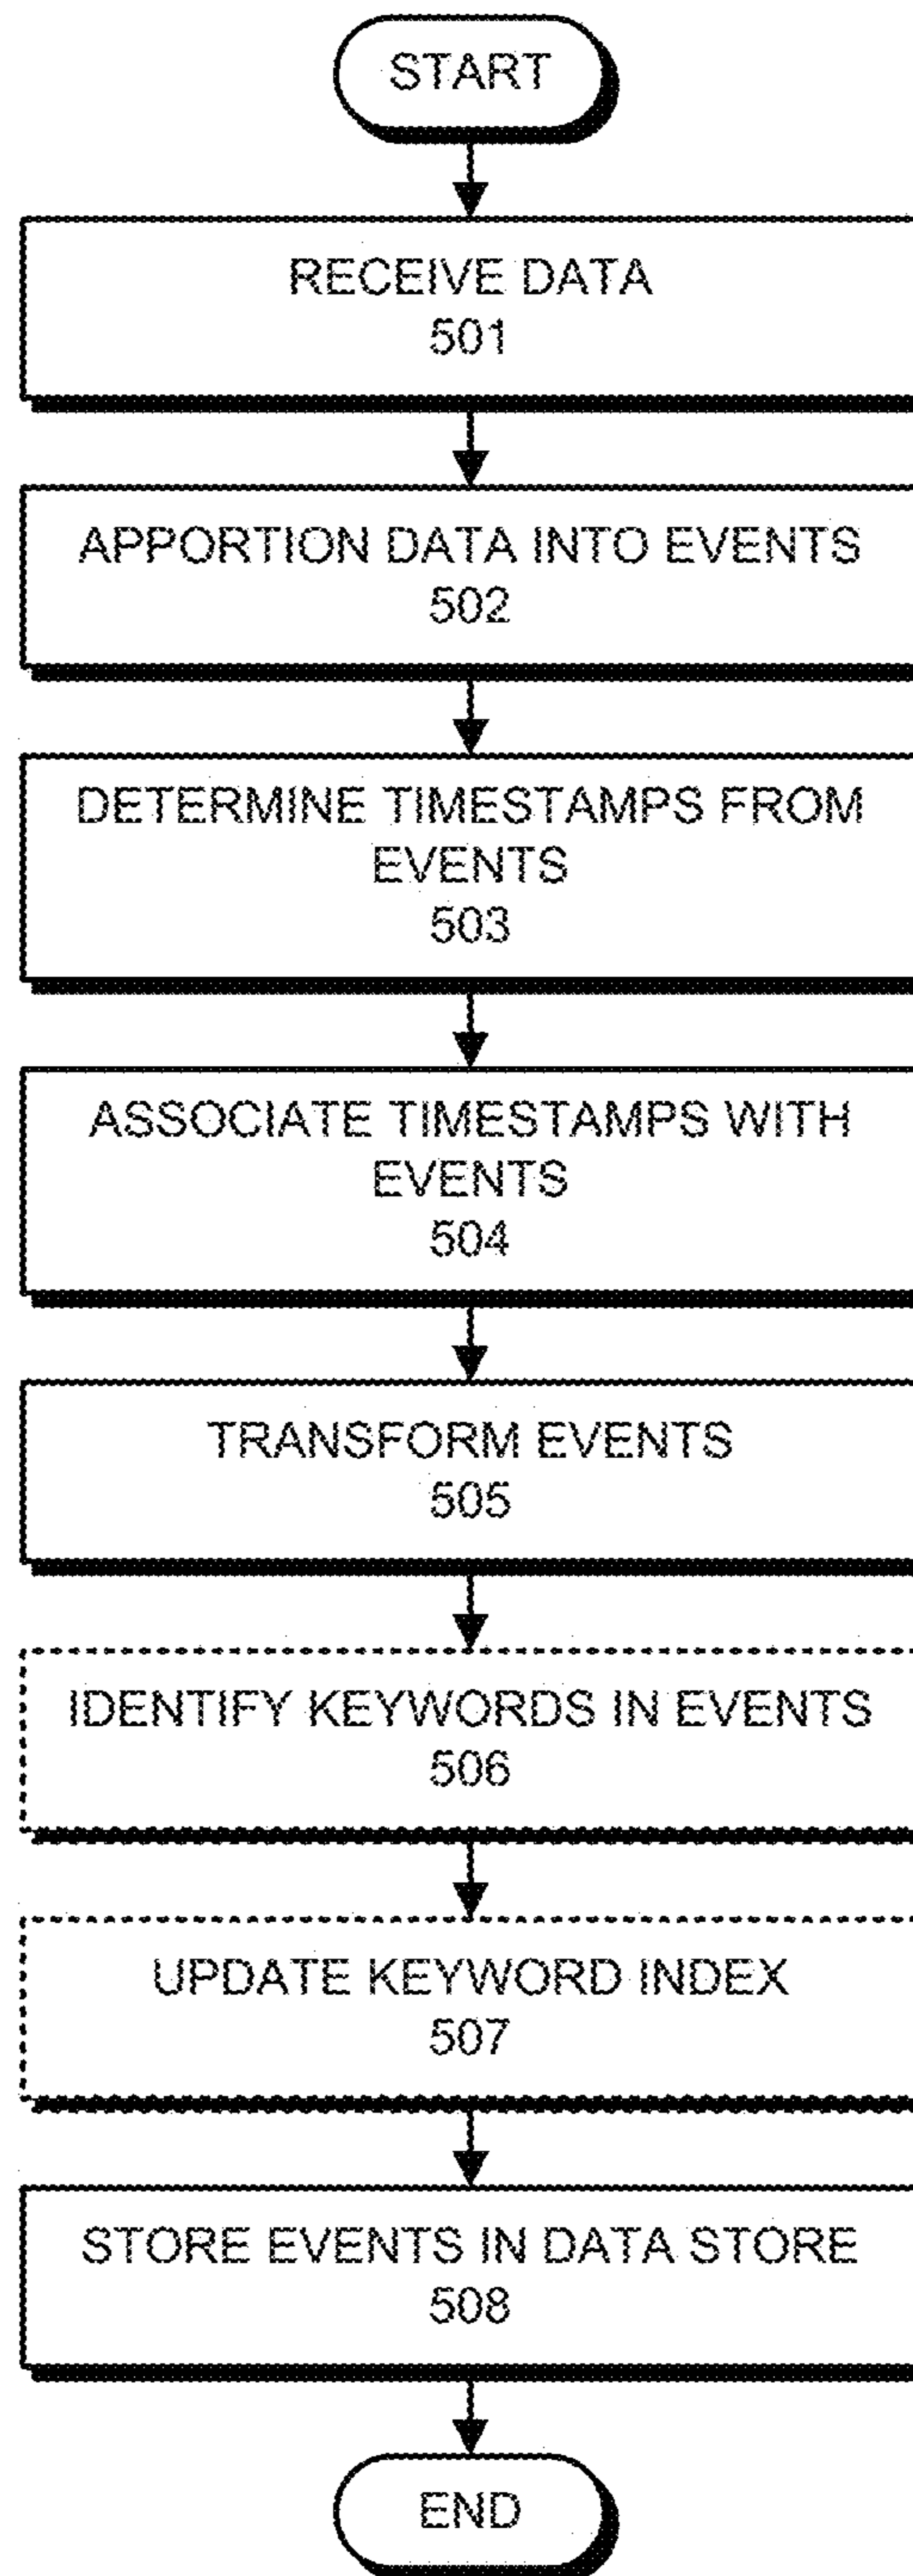 START
RECEIVE DATA
501
APPORTION DATA INTO EVENTS
502
DETERMINE TIMESTAMPS FROM
EVENTS
503
ASSOCIATE TIMESTAMPS WITH
EVENTS
504
TRANSFORM EVENTS
505
IDENTIFY KEYWORDS IN EVENTS
506
UPDATE KEYWORD INDEX
507
STORE EVENTS IN DATA STORE
508
END